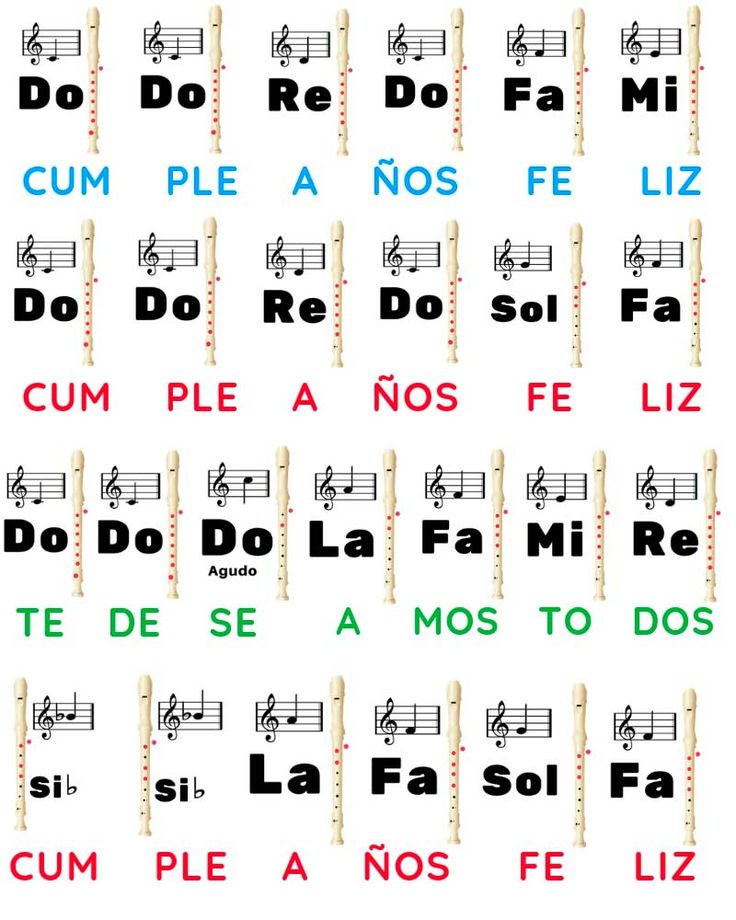 Do Do Re Do Fa Mi
CUM PLE A ÑOS FE LIZ
Do Do Re Do Sol Fa
CUM PLE A ÑOS FE LIZ
Do Do Do La Fa Mi Re
Agudo
TE DE SE A MOS TO DOS
Si♭ Si♭ La Fa Sol Fa
CUM PLE A ÑOS FE LIZ